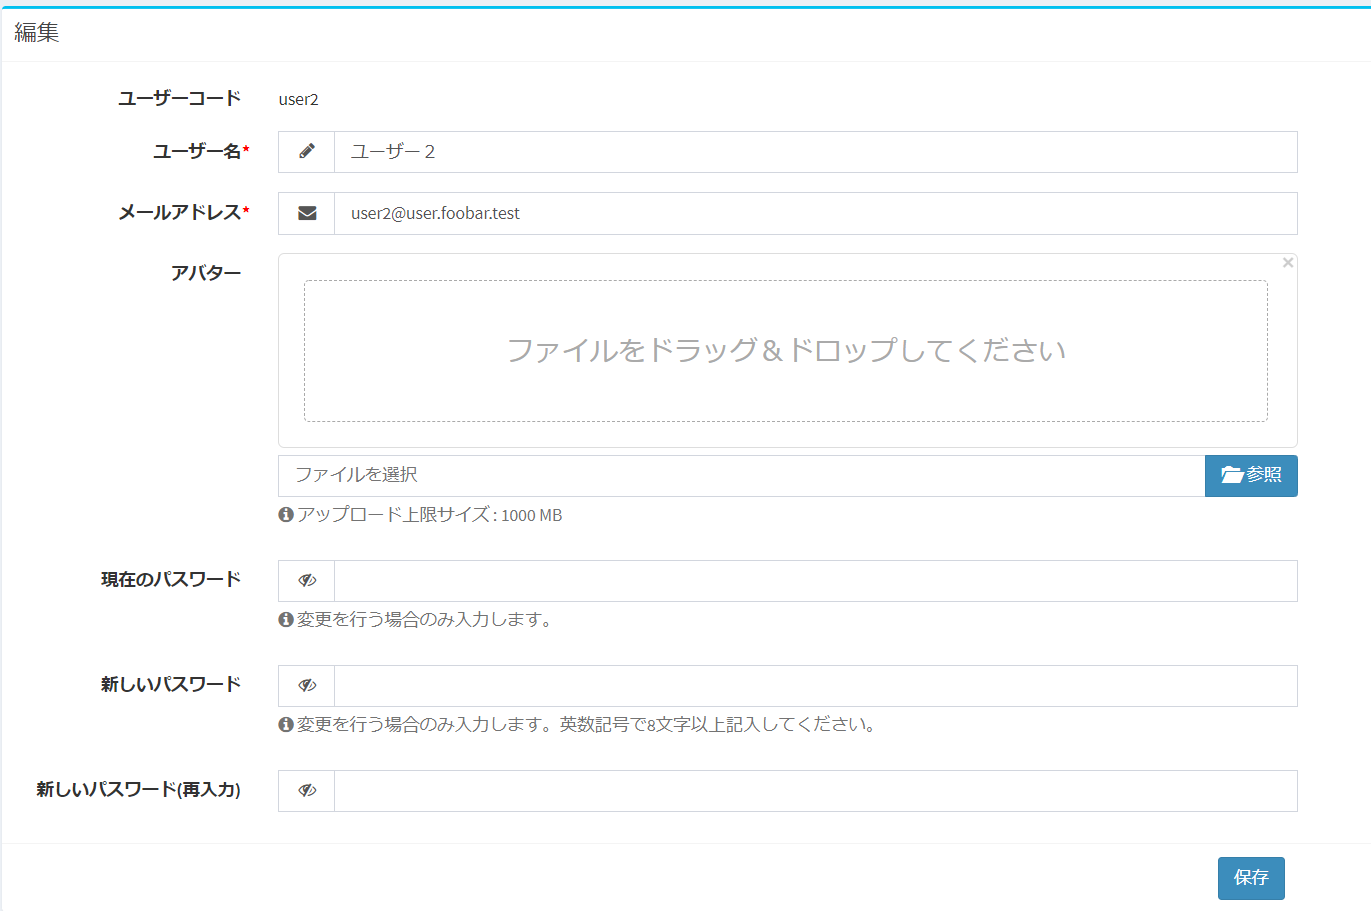 編集
ユーザーコード user2
ユーザー名* ユーザー２
メールアドレス* user2@user.foobar.test
アバター ×
ファイルをドラッグ＆ドロップしてください
ファイルを選択 参照
アップロード上限サイズ : 1000 MB
現在のパスワード
変更を行う場合のみ入力します。
新しいパスワード
変更を行う場合のみ入力します。英数記号で8文字以上記入してください。
新しいパスワード(再入力)
保存